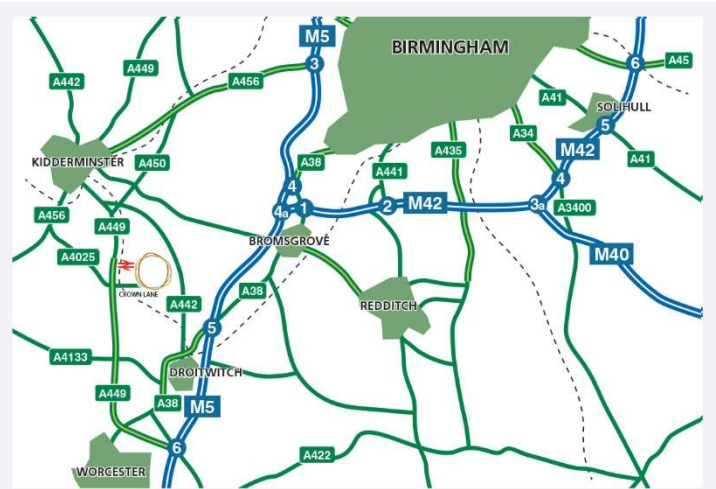 M5
BIRMINGHAM
3
6
A45
A449
A442
A456
A41
SOLIHULL
A34
5
KIDDERMINSTER
A450
A38
A441
A435
M42
A41
4
4
4a
1
2
M42
3a
A3400
A456
A449
BROMSGROVE
M40
A4025
CROWN LANE
A442
A38
REDDITCH
5
A4133
DROITWITCH
A449
A38
M5
6
A422
WORCESTER